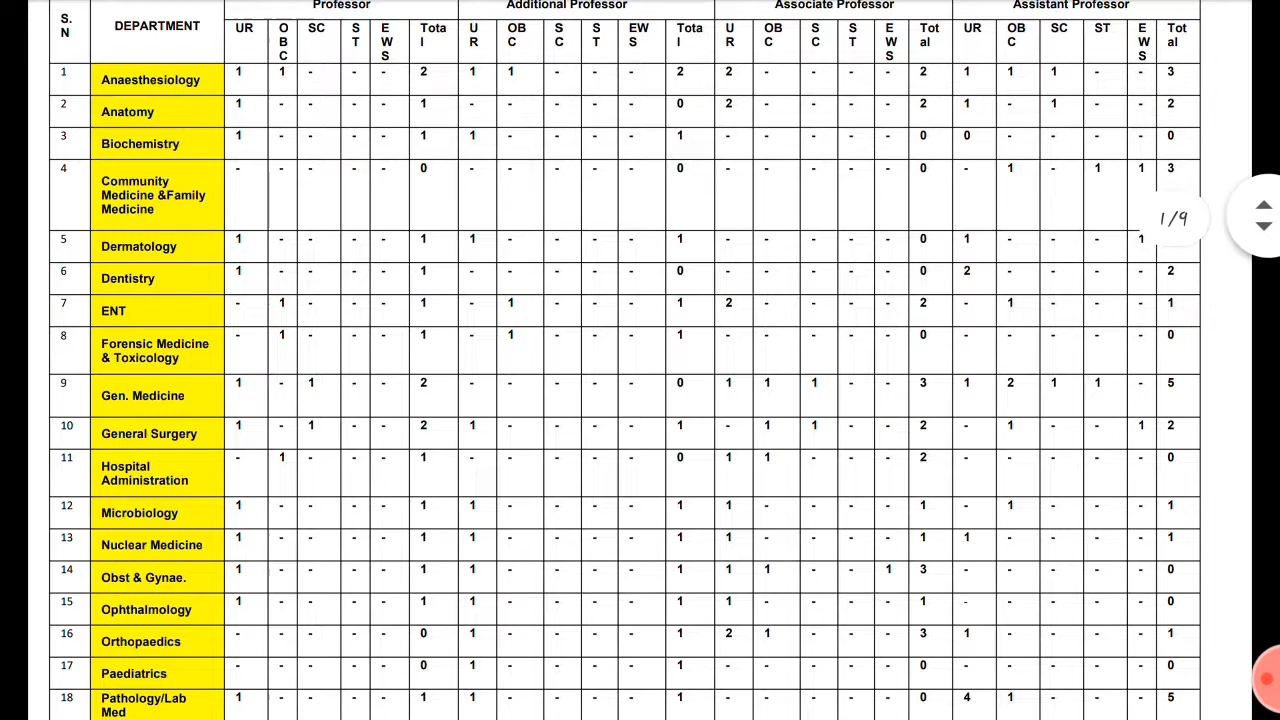 Professor Additional Professor Associate Professor Assistant Professor
S.N DEPARTMENT UR OBC SC ST EWS Total UR OBC SC ST EWS Total UR OBC SC ST EWS Total UR OBC SC ST EWS Total
1 Anaesthesiology 1 1 - - - 2 1 1 - - - 2 2 - - - - 2 1 1 1 - - 3
2 Anatomy 1 - - - - 1 - - - - - 0 2 - - - - 2 1 - 1 - - 2
3 Biochemistry 1 - - - - 1 1 - - - - 1 - - - - - 0 0 - - - - 0
4 Community Medicine &Family Medicine - - - - - 0 - - - - - 0 - - - - - 0 - 1 - 1 1 3
1/9
5 Dermatology 1 - - - - 1 1 - - - - 1 - - - - - 0 1 - - - 1
6 Dentistry 1 - - - - 1 - - - - - 0 - - - - - 0 2 - - - - 2
7 ENT - 1 - - - 1 - 1 - - - 1 2 - - - - 2 - 1 - - - 1
8 Forensic Medicine & Toxicology - 1 - - - 1 - 1 - - - 1 - - - - - 0 - - - - - 0
9 Gen. Medicine 1 - 1 - - 2 - - - - - 0 1 1 1 - - 3 1 2 1 1 - 5
10 General Surgery 1 - 1 - - 2 1 - - - - 1 - 1 1 - - 2 - 1 - - 1 2
11 Hospital Administration - 1 - - - 1 - - - - - 0 1 1 - - - 2 - - - - - 0
12 Microbiology 1 - - - - 1 1 - - - - 1 1 - - - - 1 - 1 - - - 1
13 Nuclear Medicine 1 - - - - 1 1 - - - - 1 1 - - - - 1 1 - - - - 1
14 Obst & Gynae. 1 - - - - 1 1 - - - - 1 1 1 - - 1 3 - - - - - 0
15 Ophthalmology 1 - - - - 1 1 - - - - 1 1 - - - - 1 - - - - - 0
16 Orthopaedics - - - - - 0 1 - - - - 1 2 1 - - - 3 1 - - - - 1
17 Paediatrics - - - - - 0 1 - - - - 1 - - - - - 0 - - - - - 0
18 Pathology/Lab Med 1 - - - - 1 1 - - - - 1 - - - - - 0 4 1 - - - 5